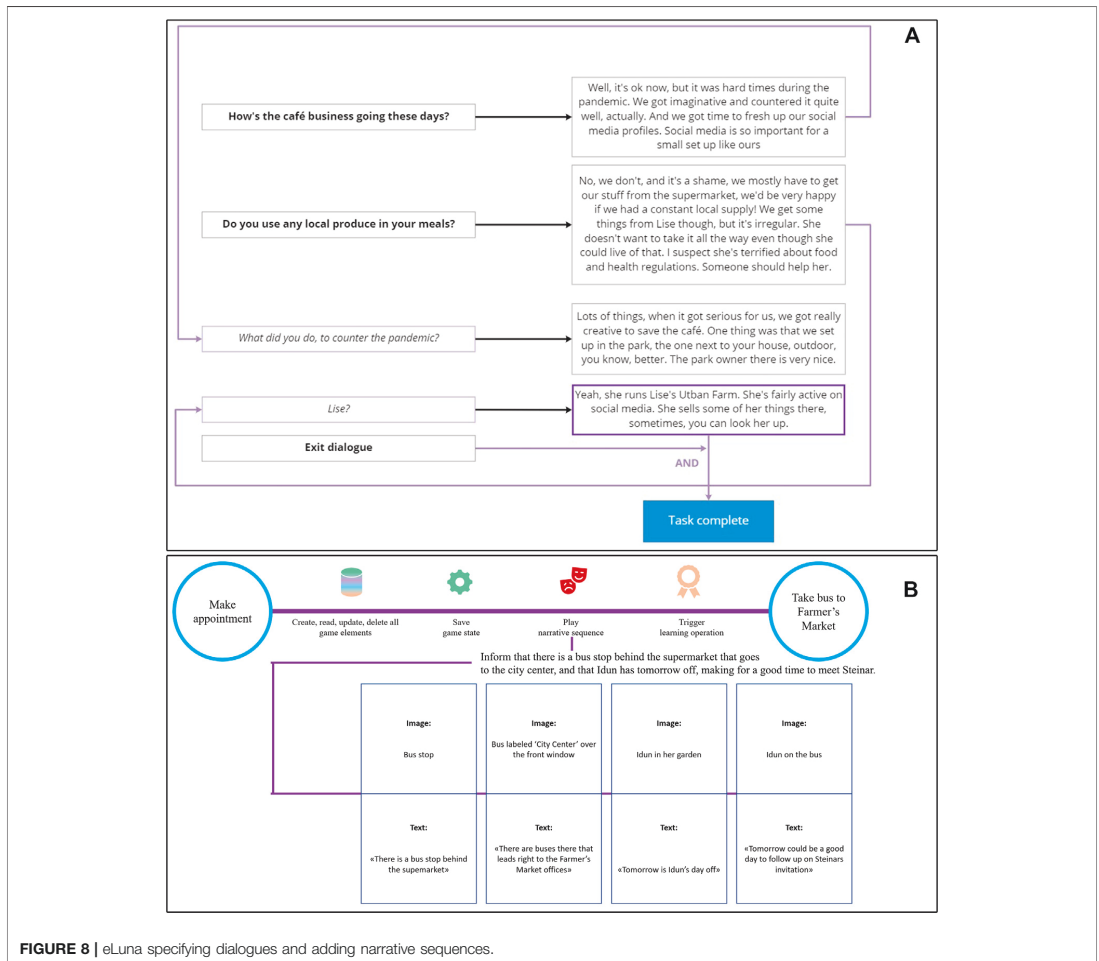 A
How's the café business going these days?
Well, it's ok now, but it was hard times during the
pandemic. We got imaginative and countered it quite
well, actually. And we got time to fresh up our social
media profiles. Social media is so important for a
small set up like ours
Do you use any local produce in your meals?
No, we don't, and it's a shame, we mostly have to get
our stuff from the supermarket, we'd be very happy
if we had a constant local supply! We get some
things from Lise though, but it's irregular. She
doesn't want to take it all the way even though she
could live of that. I suspect she's terrified about food
and health regulations. Someone should help her.
What did you do, to counter the pandemic?
Lots of things, when it got serious for us, we got really
creative to save the café. One thing was that we set
up in the park, the one next to your house, outdoor,
you know, better. The park owner there is very nice.
Lise?
Yeah, she runs Lise's Utban Farm. She's fairly active on
social media. She sells some of her things there,
sometimes, you can look her up.
Exit dialogue
AND
Task complete
B
Make
appointment
Create, read, update, delete all
game elements
Save
game state
Play
narrative sequence
Trigger
learning operation
Take bus to
Farmer's
Market
Inform that there is a bus stop behind the supermarket that goes
to the city center, and that Idun has tomorrow off, making for a good time to meet Steinar.
Image:
Bus stop
Image:
Bus labeled 'City Center' over
the front window
Image:
Idun in her garden
Image:
Idun on the bus
Text:
«There is a bus stop behind
the supemarket»
Text:
«There are buses there that
leads right to the Farmer's
Market offices»
Text:
«Tomorrow is Idun's day off»
Text:
«Tomorrow could be a good
day to follow up on Steinars
invitation»
FIGURE 8 | eLuna specifying dialogues and adding narrative sequences.